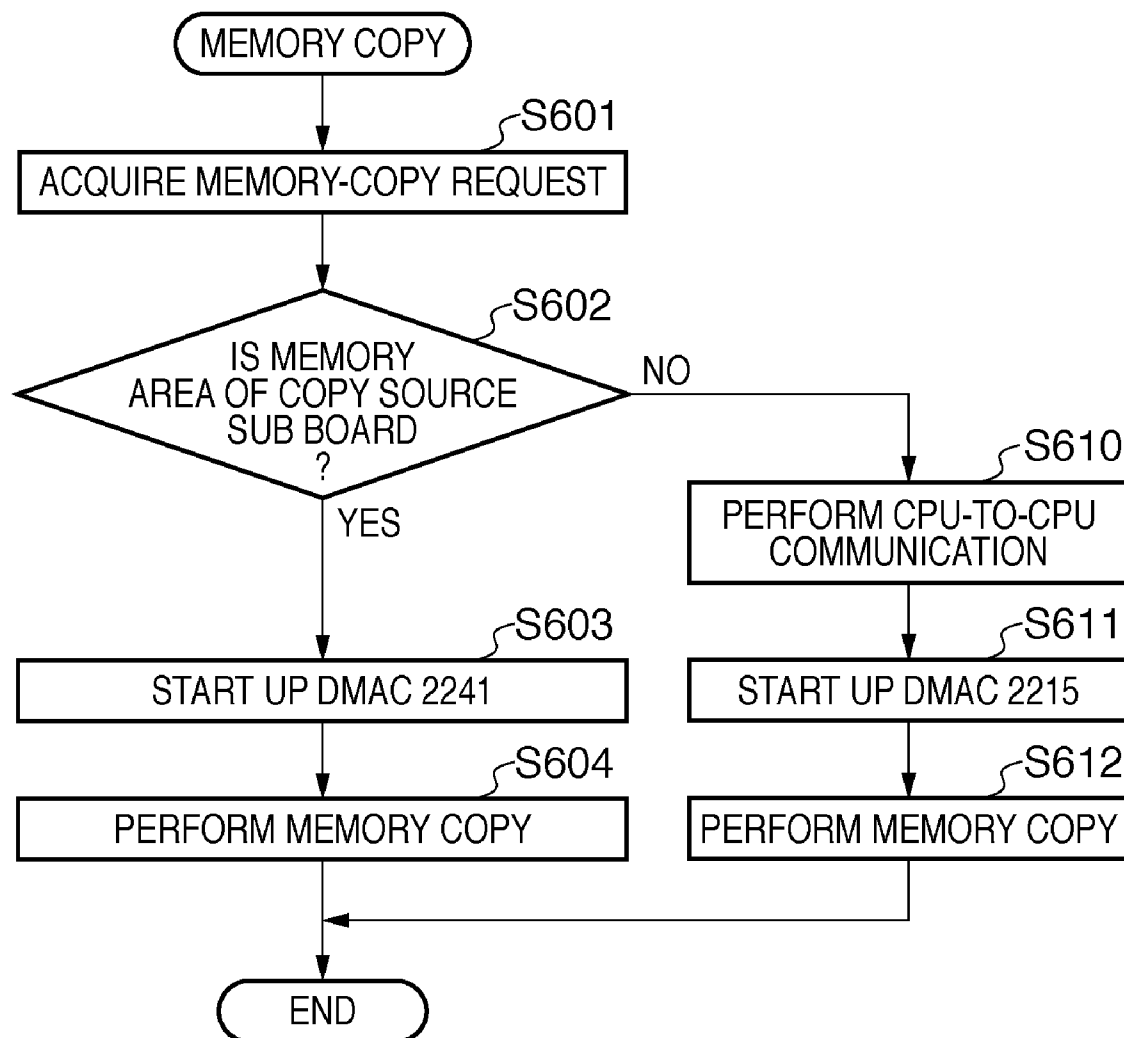 MEMORY COPY
S601
ACQUIRE MEMORY-COPY REQUEST
S602
IS MEMORY
AREA OF COPY SOURCE
SUB BOARD
?
NO
YES
S610
PERFORM CPU-TO-CPU
COMMUNICATION
S603
START UP DMAC 2241
S611
START UP DMAC 2215
S604
PERFORM MEMORY COPY
S612
PERFORM MEMORY COPY
END